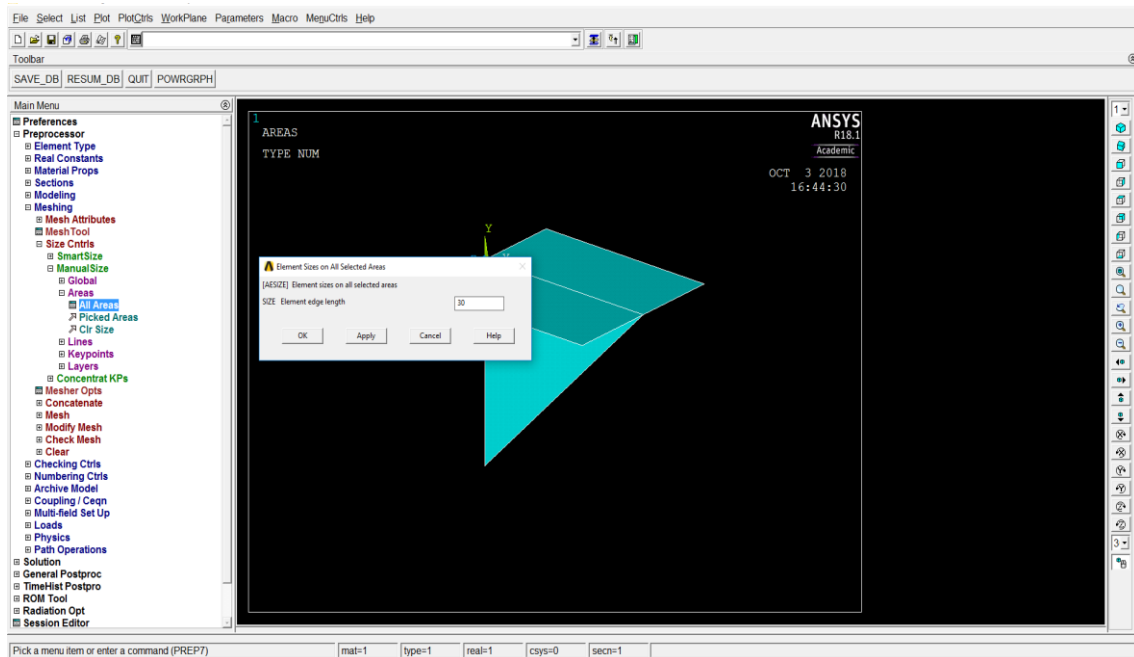 File Select List Plot PlotCtrls WorkPlane Parameters Macro MenuCtrls Help
Toolbar
SAVE_DB RESUM_DB QUIT POWRGRPH
Main Menu
Preferences
Preprocessor
Element Type
Real Constants
Material Props
Sections
Modeling
Meshing
Mesh Attributes
MeshTool
Size Cntrls
SmartSize
ManualSize
Global
Areas
All Areas
Picked Areas
Clr Size
Lines
Keypoints
Layers
Concentrat KPs
Mesher Opts
Concatenate
Mesh
Modify Mesh
Check Mesh
Clear
Checking Ctrls
Numbering Ctrls
Archive Model
Coupling / Ceqn
Multi-field Set Up
Loads
Physics
Path Operations
Solution
General Postproc
TimeHist Postpro
ROM Tool
Radiation Opt
Session Editor
1
AREAS
TYPE NUM
ANSYS
R18.1
Academic
OCT 3 2018
16:44:30
Y
Element Sizes on All Selected Areas
[AESIZE] Element sizes on all selected areas
SIZE Element edge length 30
OK Apply Cancel Help
1
3
Pick a menu item or enter a command (PREP7) mat=1 type=1 real=1 csys=0 secn=1